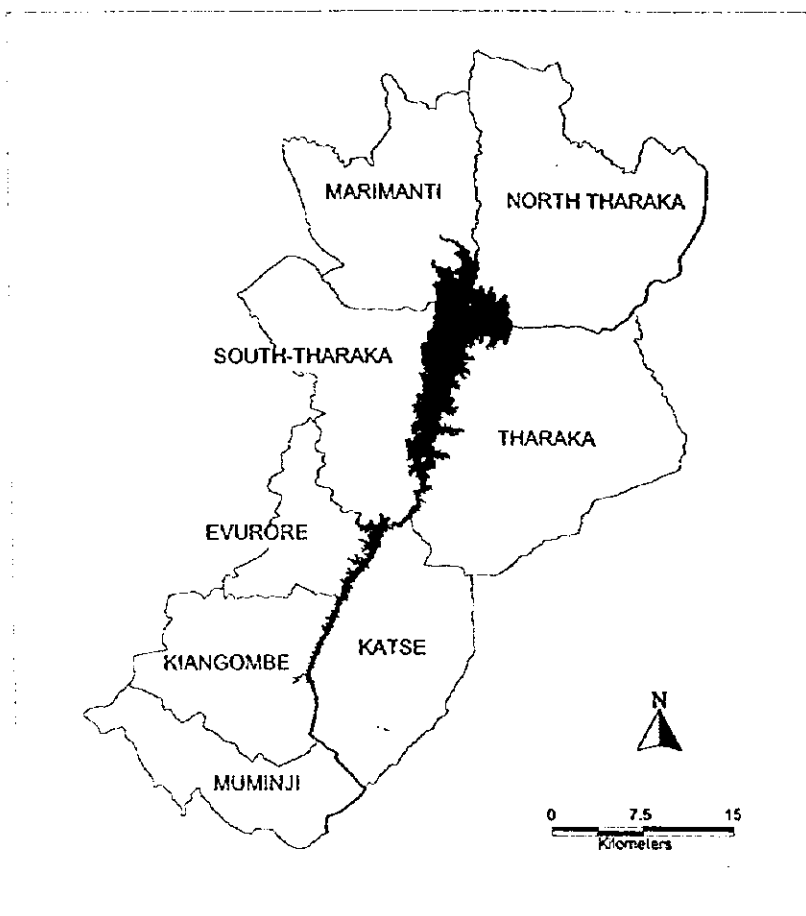 MARIMANTI
NORTH THARAKA
SOUTH-THARAKA
THARAKA
EVURORE
KIANGOMBE
KATSE
MUMINJI
N
0 7.5 15
Kilometers